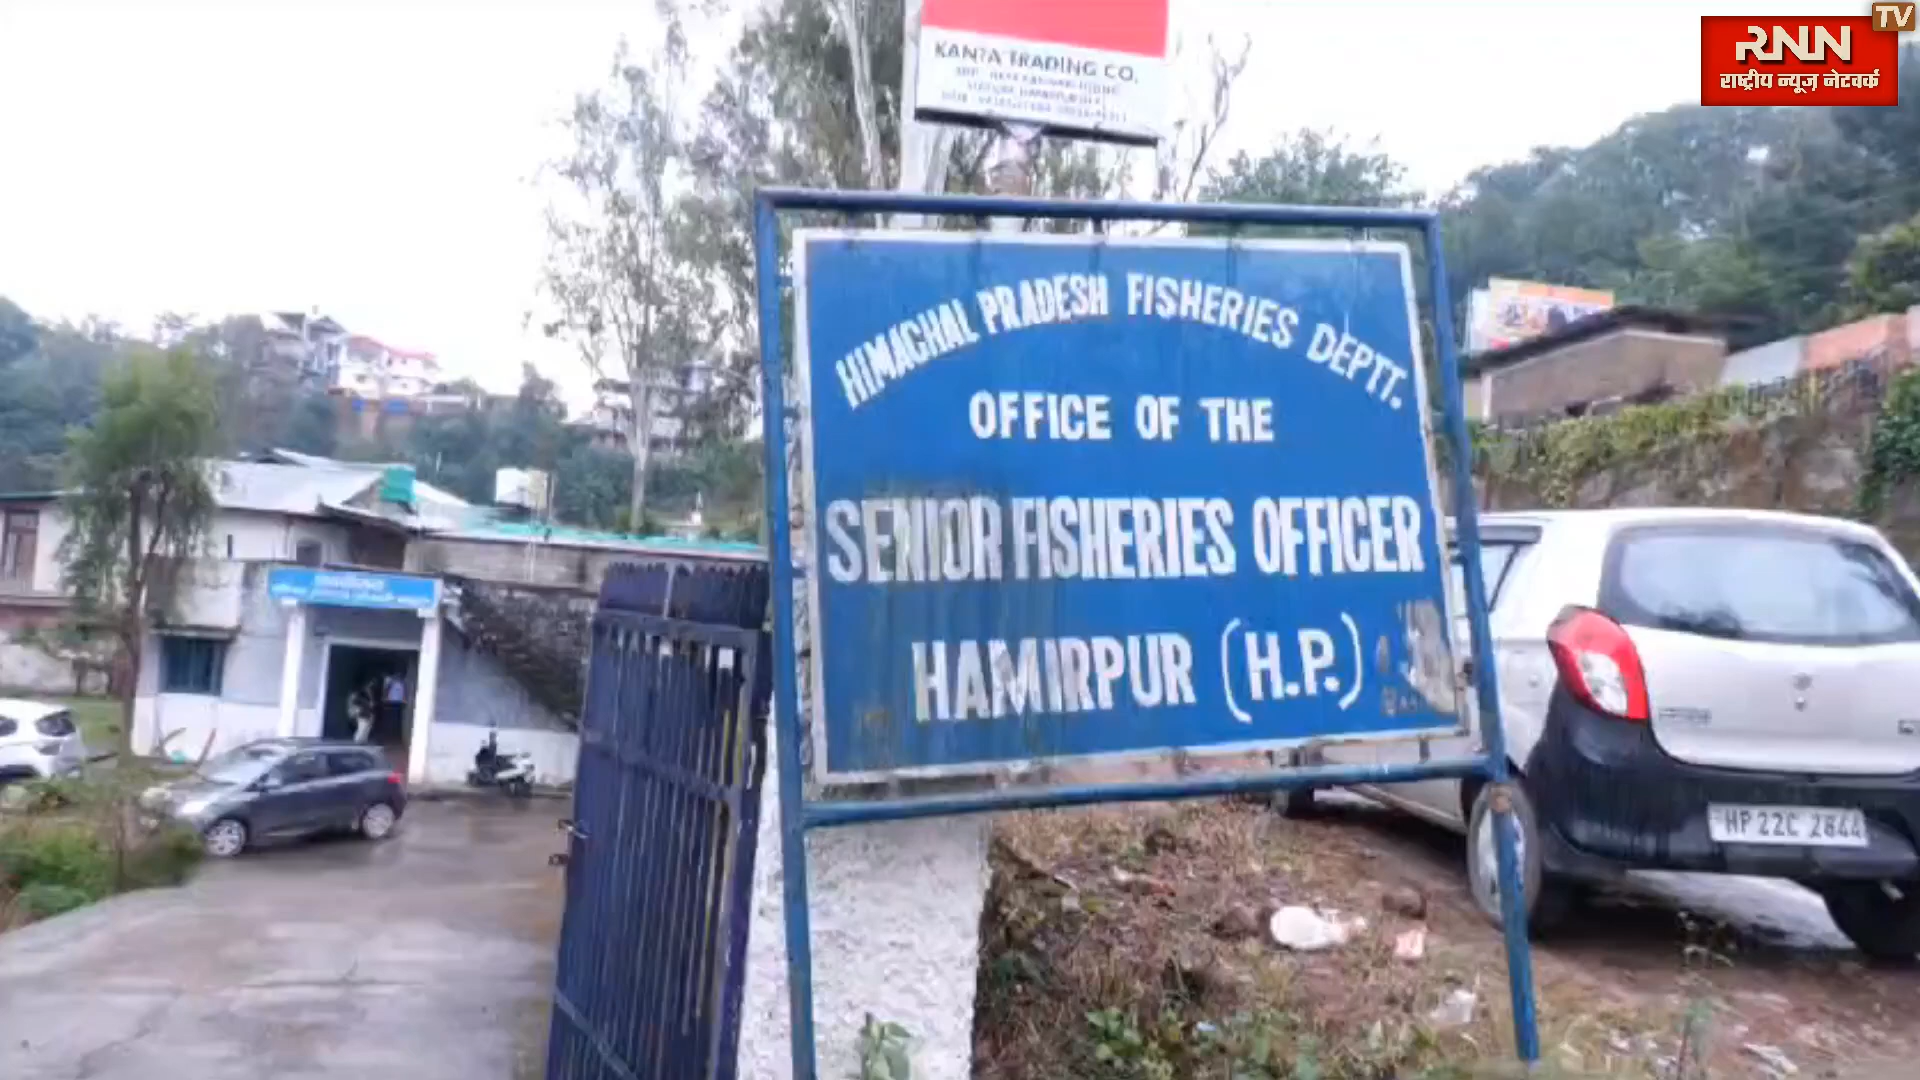 TV
RNN
राष्ट्रीय न्यूज़ नेटवर्क
KANTA TRADING CO.
HIMACHAL PRADESH FISHERIES DEPTT.
OFFICE OF THE
SENIOR FISHERIES OFFICER
HAMIRPUR (H.P.)
HP 22C 2644